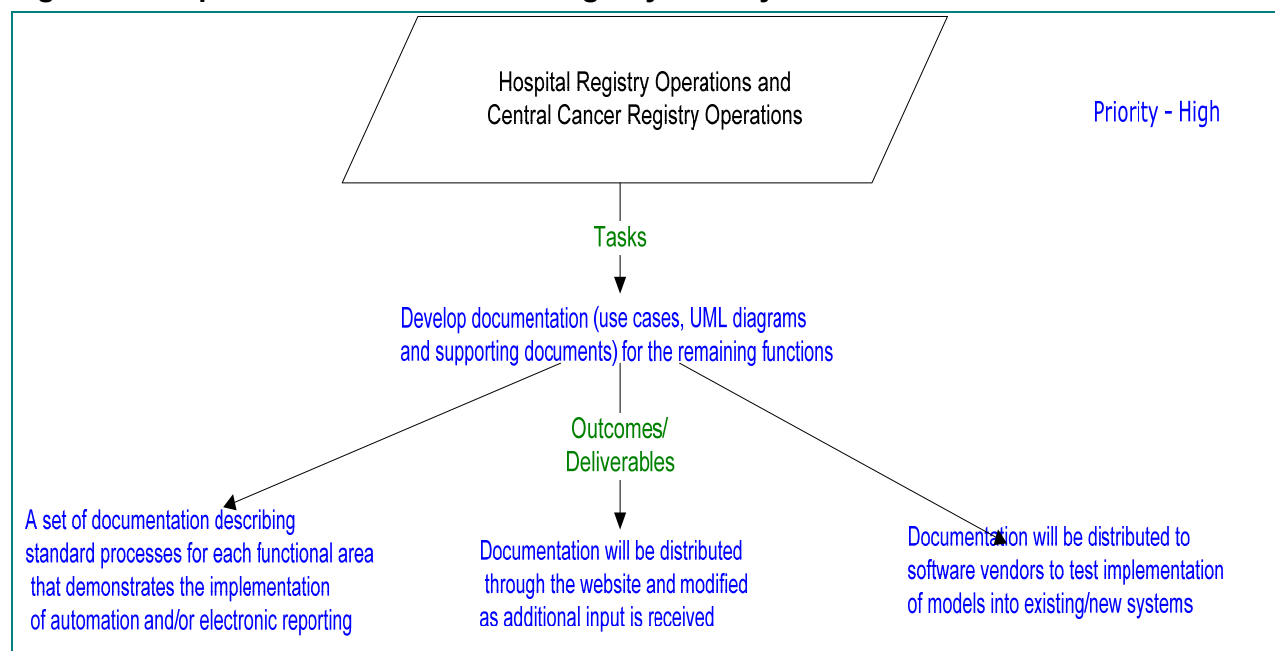 Hospital Registry Operations and
Central Cancer Registry Operations
Priority - High
Tasks
Develop documentation (use cases, UML diagrams
and supporting documents) for the remaining functions
Outcomes/
Deliverables
A set of documentation describing
standard processes for each functional area
that demonstrates the implementation
of automation and/or electronic reporting
Documentation will be distributed
through the website and modified
as additional input is received
Documentation will be distributed to
software vendors to test implementation
of models into existing/new systems